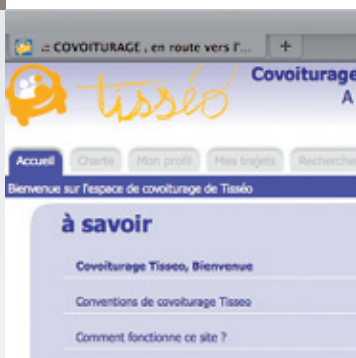 .: COVOITURAGE , en route vers l'...
+
tisséo
Covoiturage
A
Accueil
Charte
Mon profil
Mes trajets
Recherche
Bienvenue sur l'espace de covoiturage de Tisséo
à savoir
Covoiturage Tisseo, Bienvenue
Conventions de covoiturage Tisseo
Comment fonctionne ce site ?